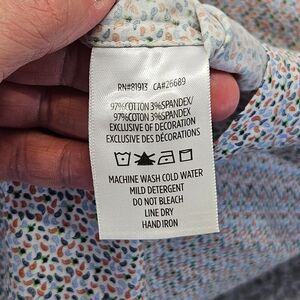 RN#81913 CA#26689
97%COTTON 3%SPANDEX/
97%COTON 3%SPANDEX
EXCLUSIVE OF DECORATION
EXCLUSIVE DES DÉCORATIONS
MACHINE WASH COLD WATER
MILD DETERGENT
DO NOT BLEACH
LINE DRY
HAND IRON